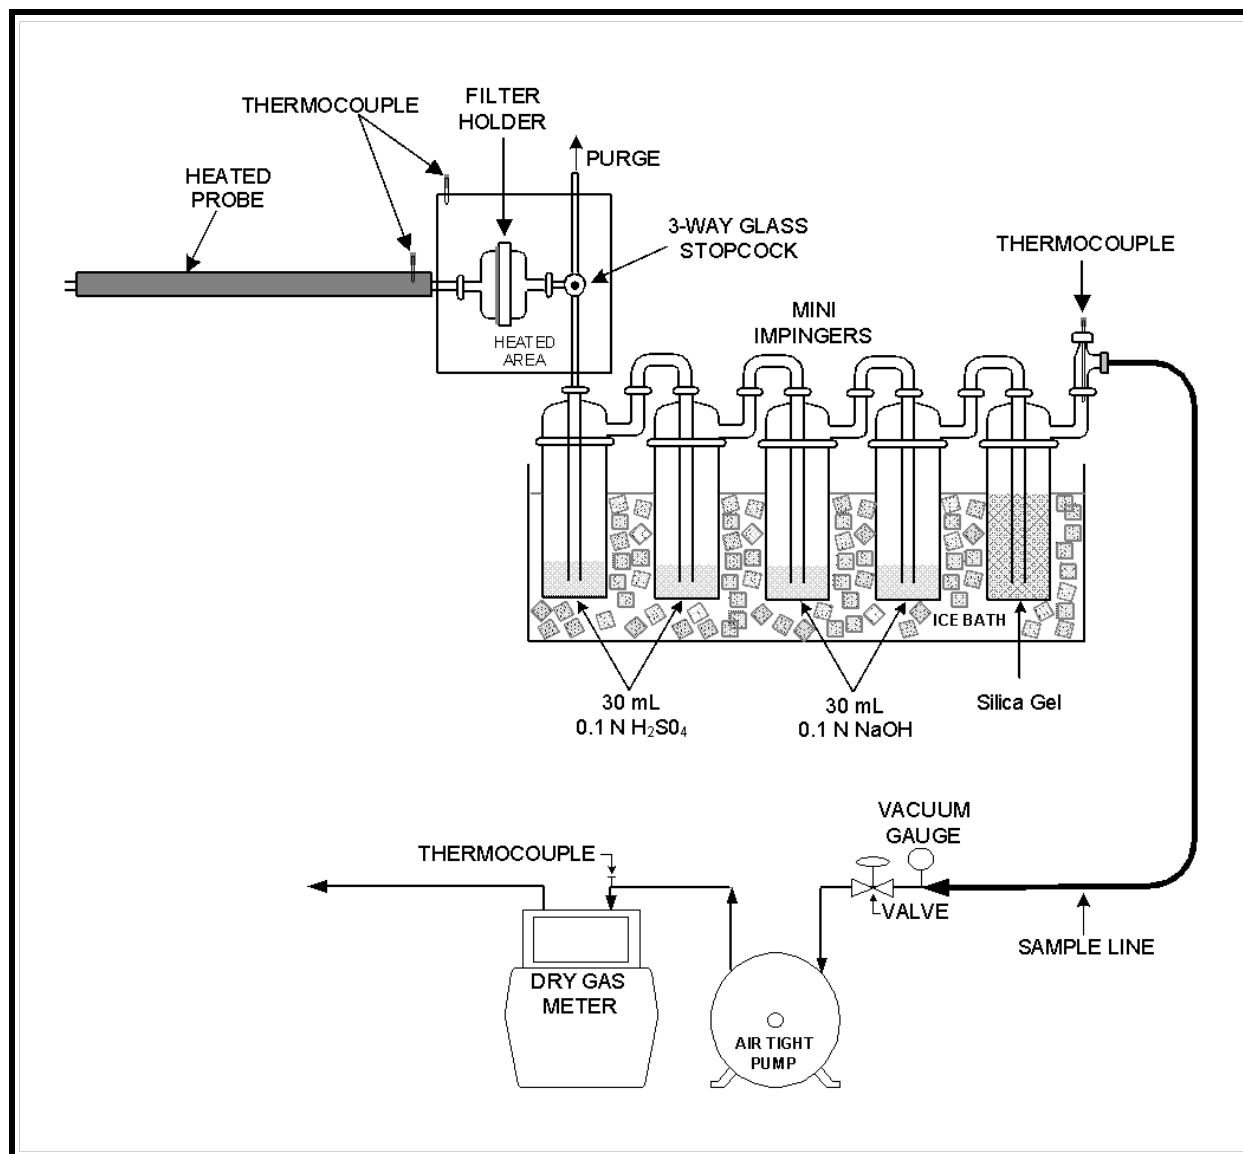 THERMOCOUPLE
FILTER
HOLDER
PURGE
HEATED
PROBE
3-WAY GLASS
STOPCOCK
THERMOCOUPLE
MINI
IMPINGERS
HEATED
AREA
ICE BATH
30 mL
0.1 N H₂S0₄
30 mL
0.1 N NaOH
Silica Gel
VACUUM
GAUGE
THERMOCOUPLE
VALVE
SAMPLE LINE
DRY GAS
METER
AIR TIGHT
PUMP